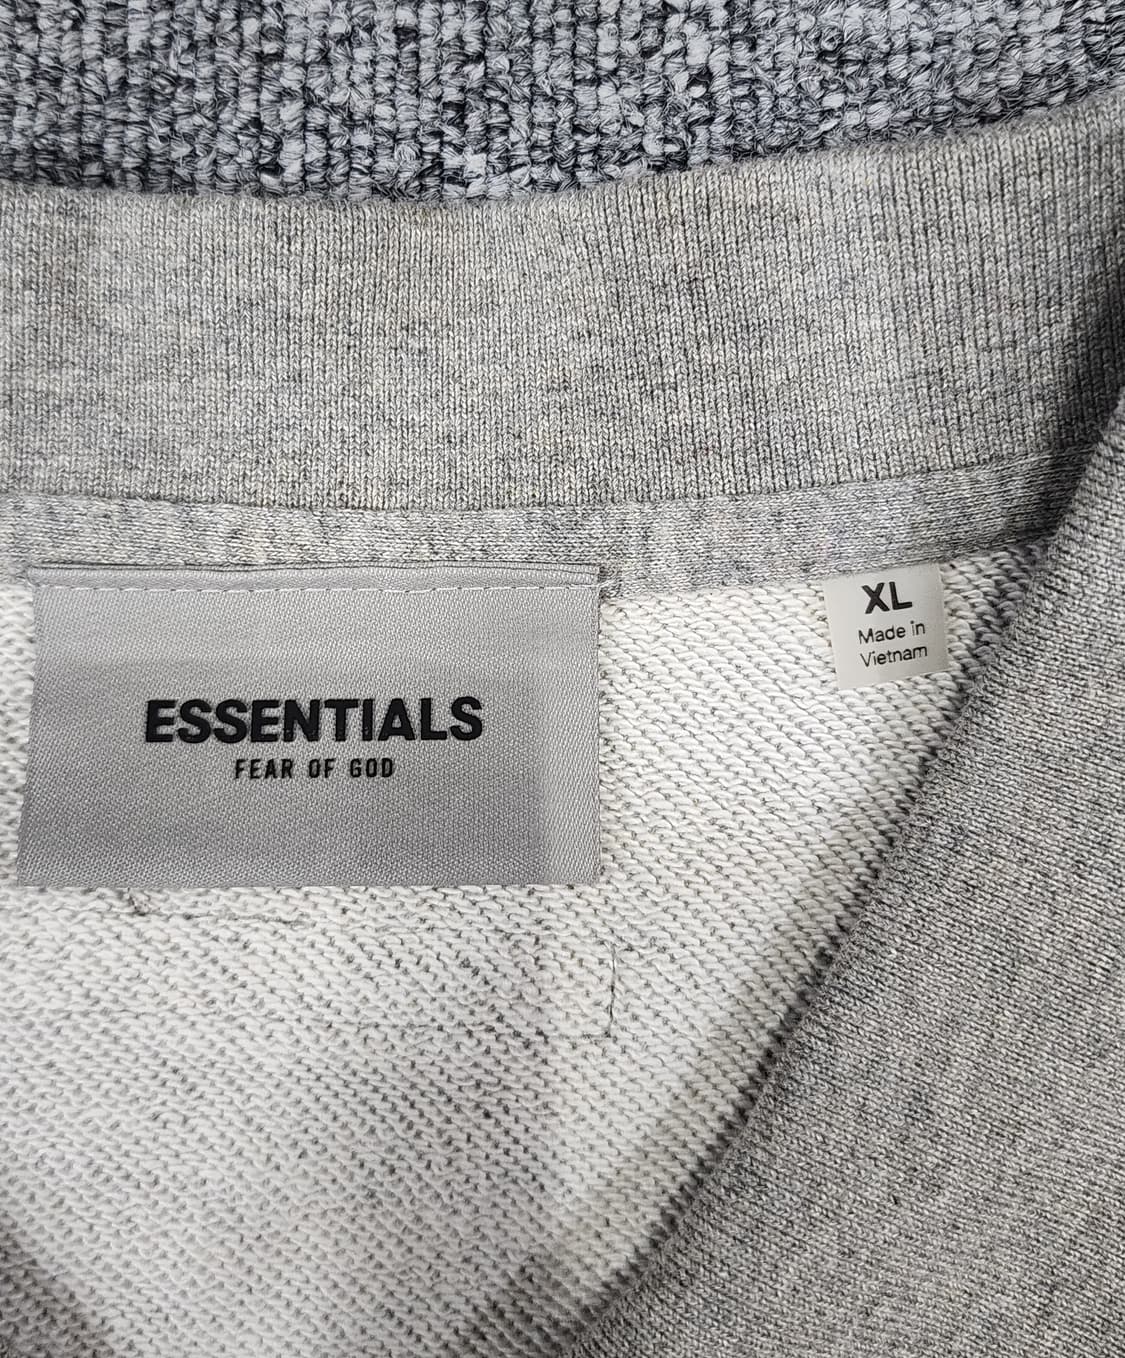 ESSENTIALS
FEAR OF GOD
XL
Made in
Vietnam